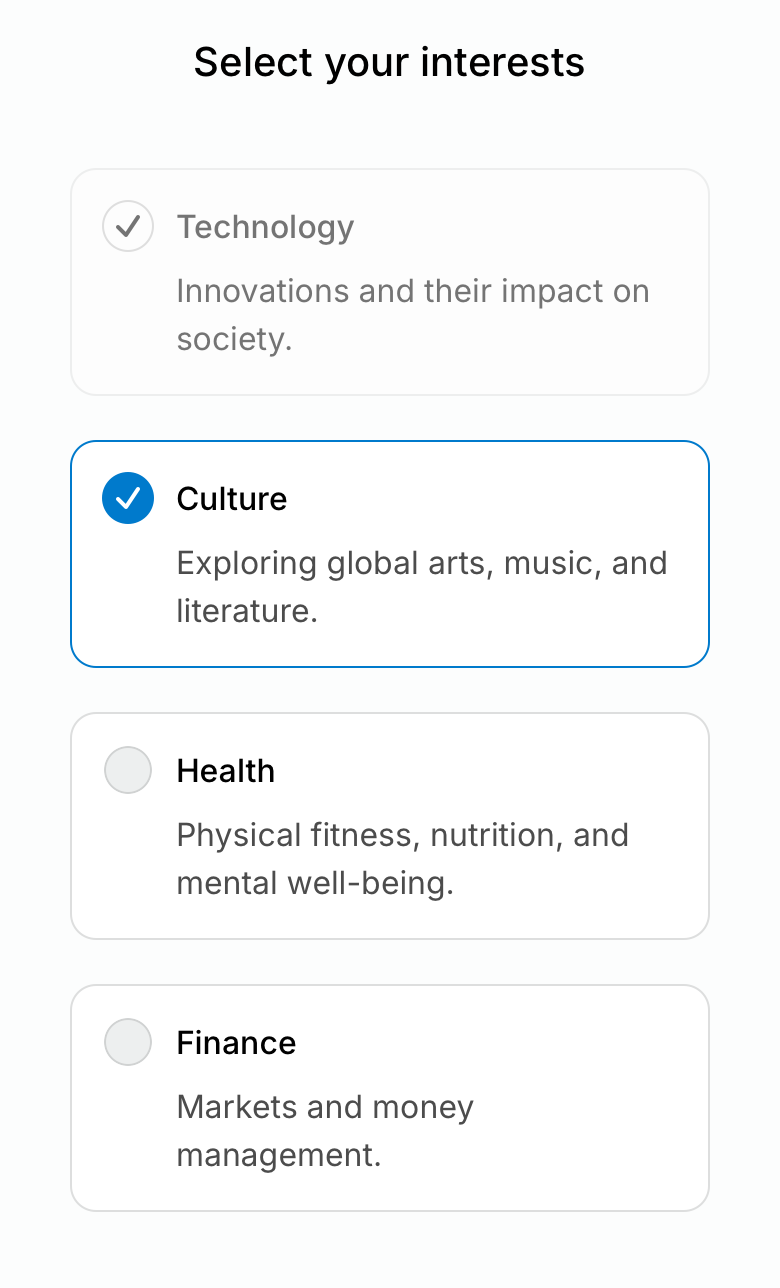 Select your interests
Technology
Innovations and their impact on
society.
Culture
Exploring global arts, music, and
literature.
Health
Physical fitness, nutrition, and
mental well-being.
Finance
Markets and money
management.